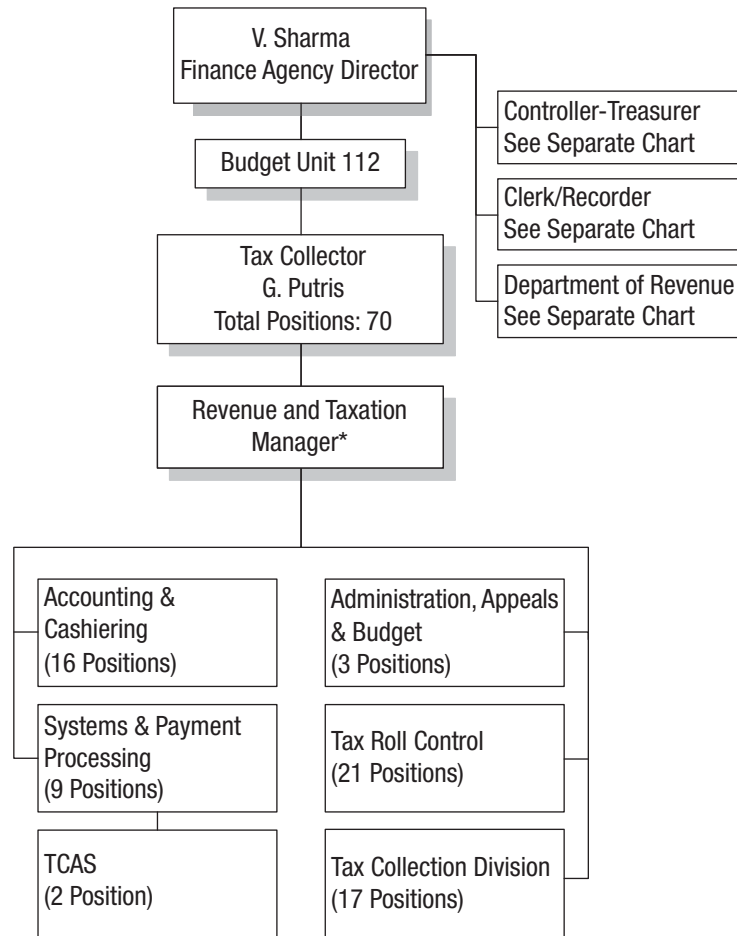 V. Sharma
Finance Agency Director
Controller-Treasurer
See Separate Chart
Budget Unit 112
Clerk/Recorder
See Separate Chart
Tax Collector
G. Putris
Total Positions: 70
Department of Revenue
See Separate Chart
Revenue and Taxation
Manager*
Accounting &
Cashiering
(16 Positions)
Administration, Appeals
& Budget
(3 Positions)
Systems & Payment
Processing
(9 Positions)
Tax Roll Control
(21 Positions)
TCAS
(2 Position)
Tax Collection Division
(17 Positions)